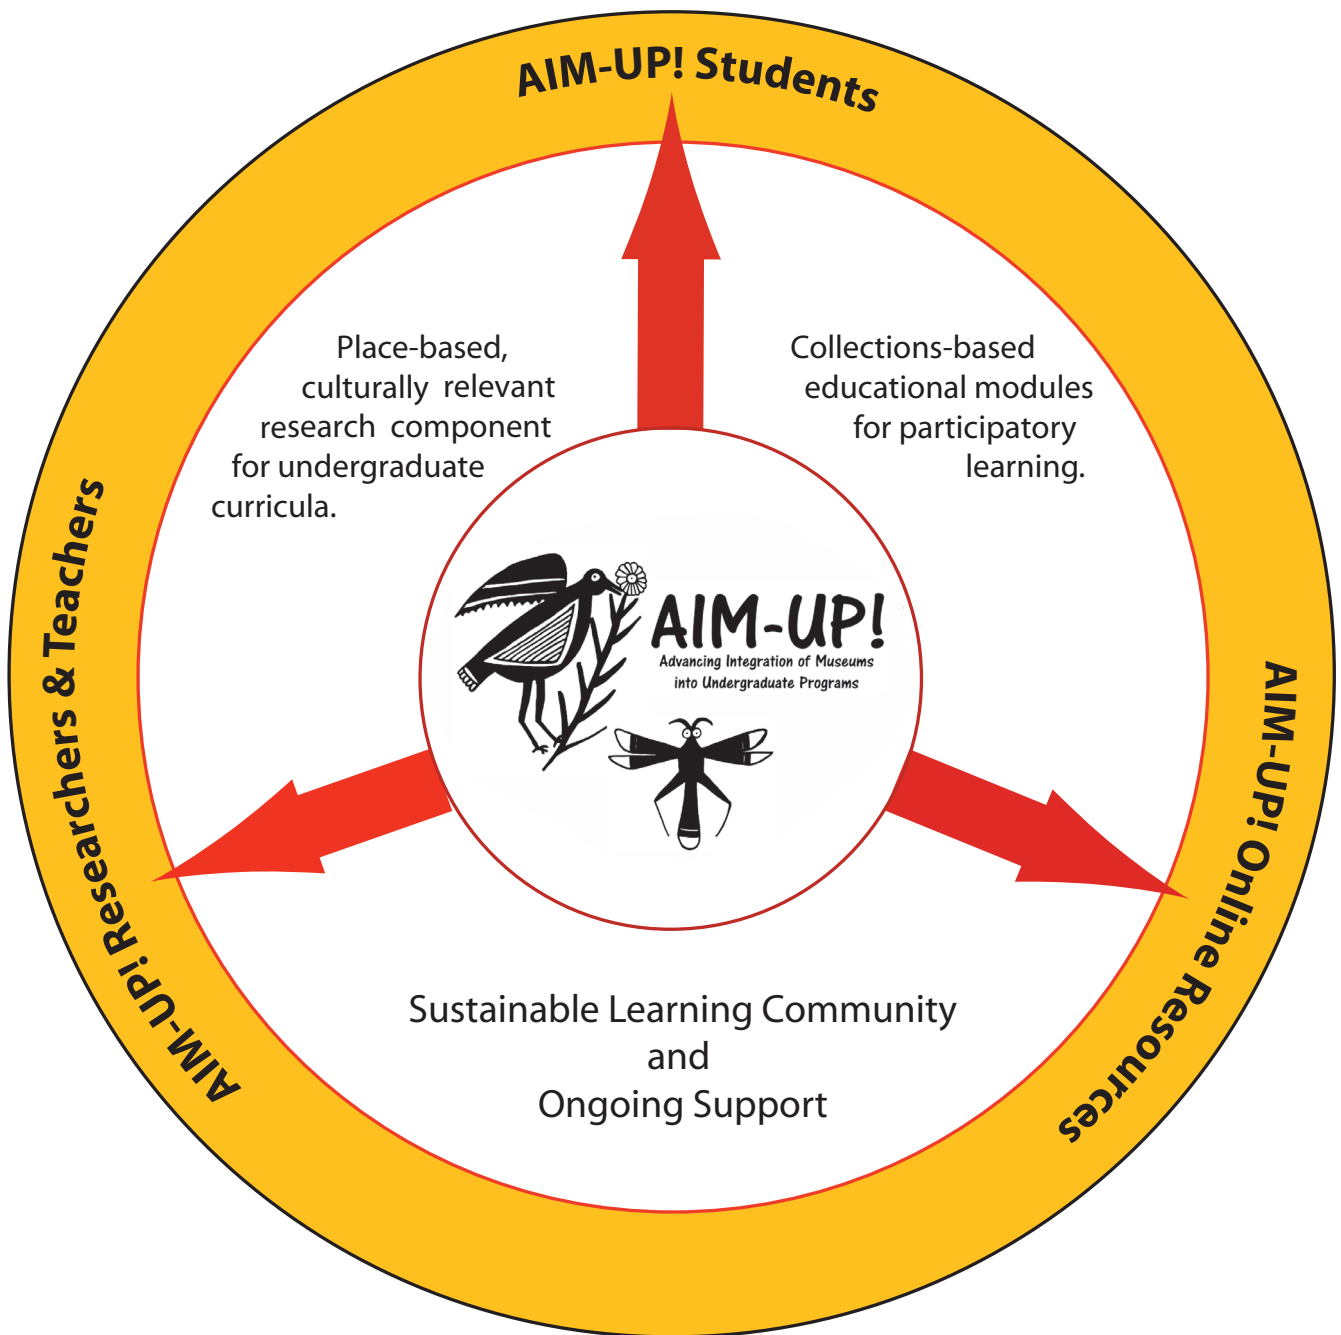 AIM-UP! Students
Place-based,
culturally relevant
research component
for undergraduate
curricula.
Collections-based
educational modules
for participatory
learning.
AIM-UP! Researchers & Teachers
AIM-UP!
Advancing Integration of Museums
into Undergraduate Programs
AIM-UP! Online Resources
Sustainable Learning Community
and
Ongoing Support